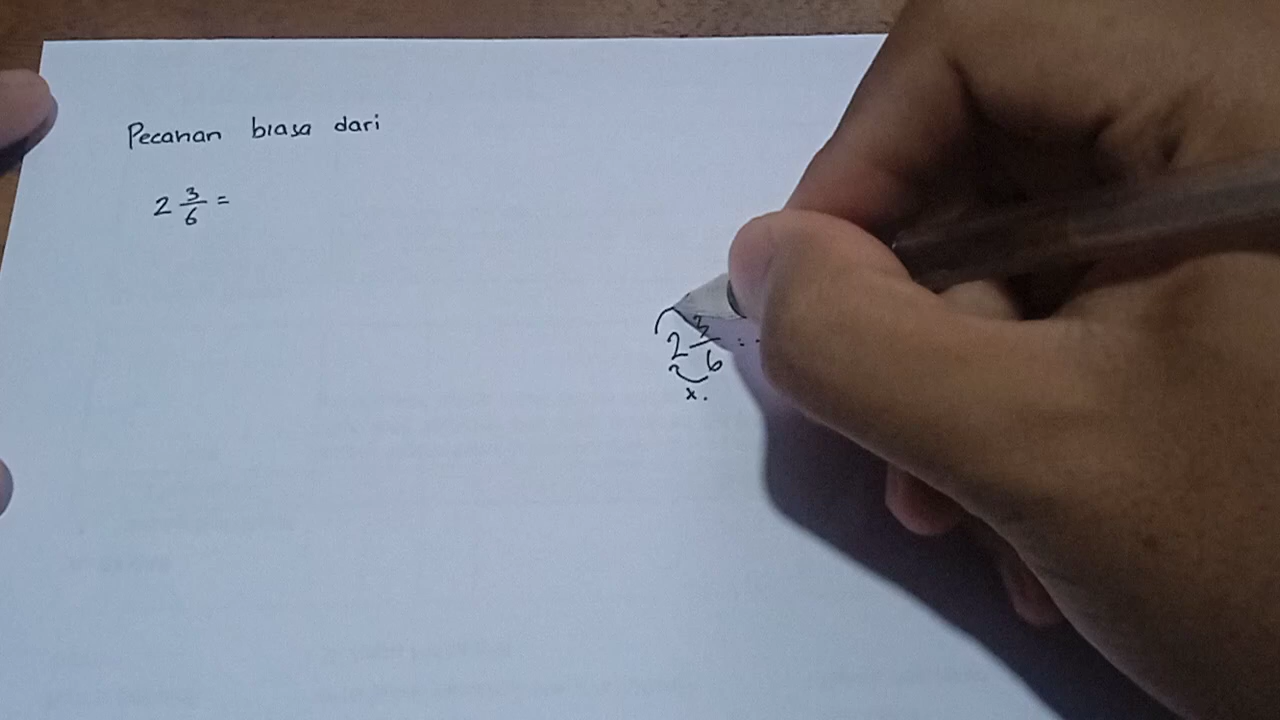 Pecahan biasa dari
2 3/6 =
2 3/6 = .
x.